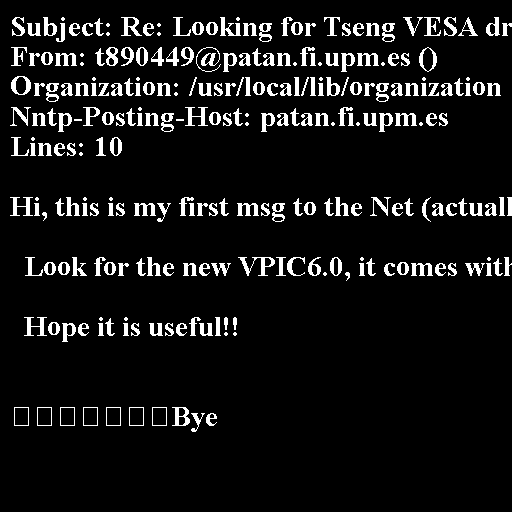 Subject: Re: Looking for Tseng VESA dr
From: t890449@patan.fi.upm.es ()
Organization: /usr/local/lib/organization
Nntp-Posting-Host: patan.fi.upm.es
Lines: 10
Hi, this is my first msg to the Net (actuall
Look for the new VPIC6.0, it comes with
Hope it is useful!!
Bye